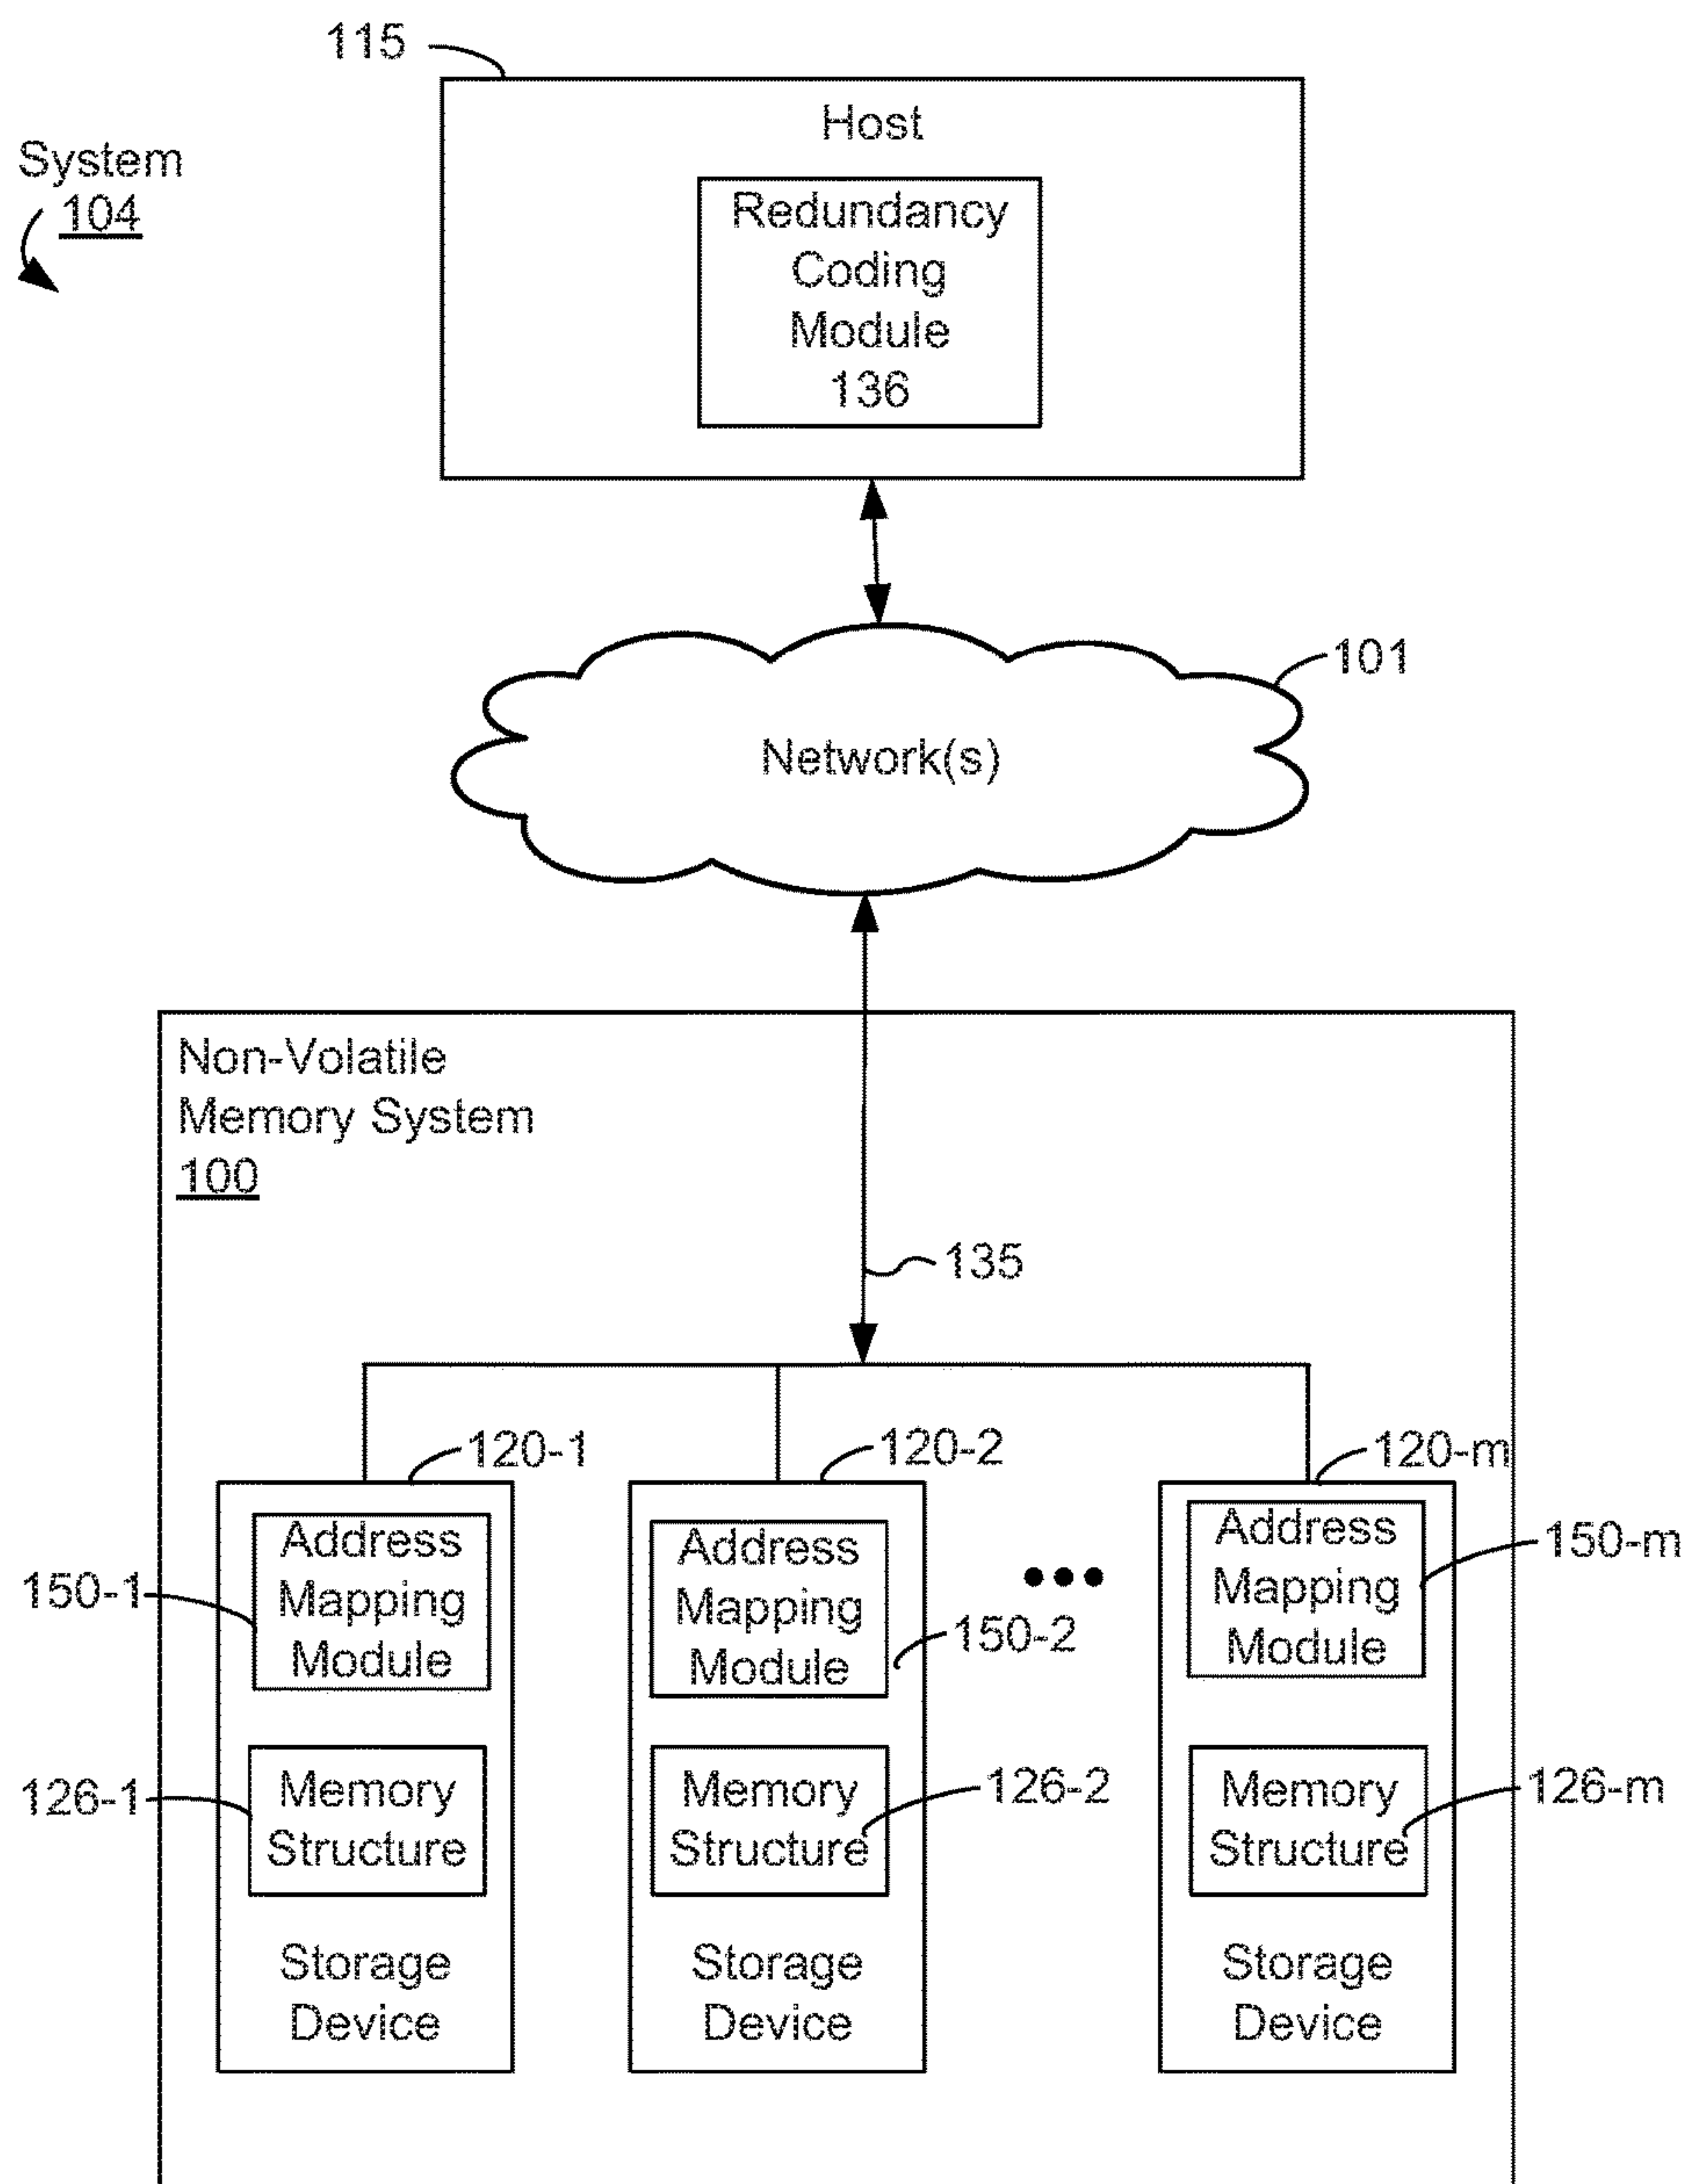 115
Host
System
104
Redundancy
Coding
Module
136
101
Network(s)
Non-Volatile
Memory System
100
135
120-1
120-2
120-m
Address
Mapping
Module
150-1
Address
Mapping
Module
150-2
Address
Mapping
Module
150-m
126-1
Memory
Structure
Memory
Structure
126-2
Memory
Structure
126-m
Storage
Device
Storage
Device
Storage
Device